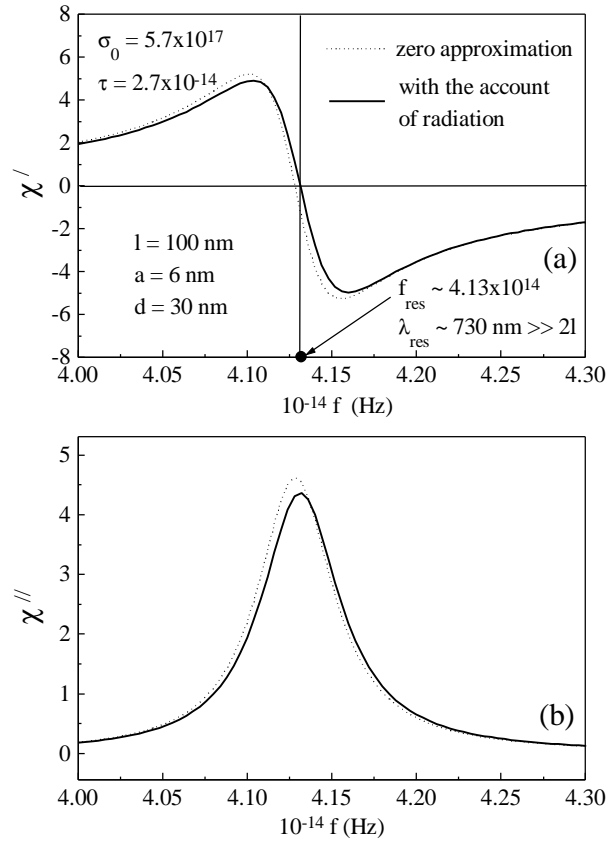 8
6
4
2
0
-2
-4
-6
-8
χ /
σ0 = 5.7x10^17
τ = 2.7x10^-14
zero approximation
with the account
of radiation
l = 100 nm
a = 6 nm
d = 30 nm
(a)
f res ~ 4.13x10^14
λ res ~ 730 nm >> 2l
4.00 4.05 4.10 4.15 4.20 4.25 4.30
10^-14 f (Hz)
5
4
3
2
1
0
χ //
(b)
4.00 4.05 4.10 4.15 4.20 4.25 4.30
10^-14 f (Hz)